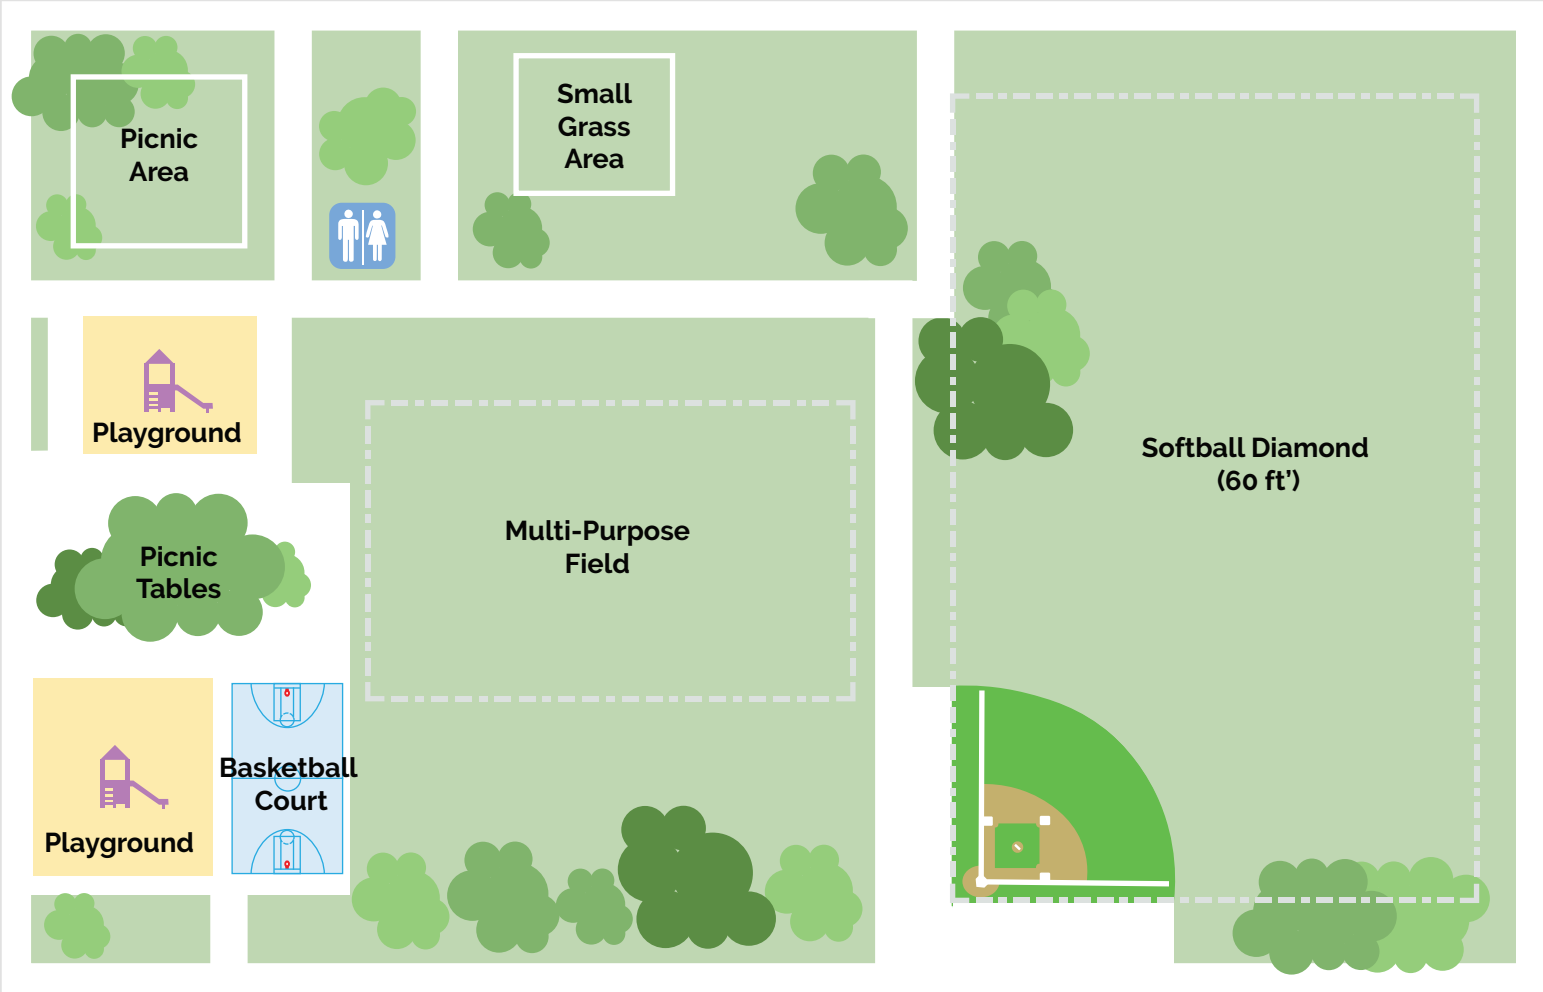 Picnic
Area
Small
Grass
Area
Playground
Softball Diamond
(60 ft’)
Multi-Purpose
Field
Picnic
Tables
Basketball
Court
Playground